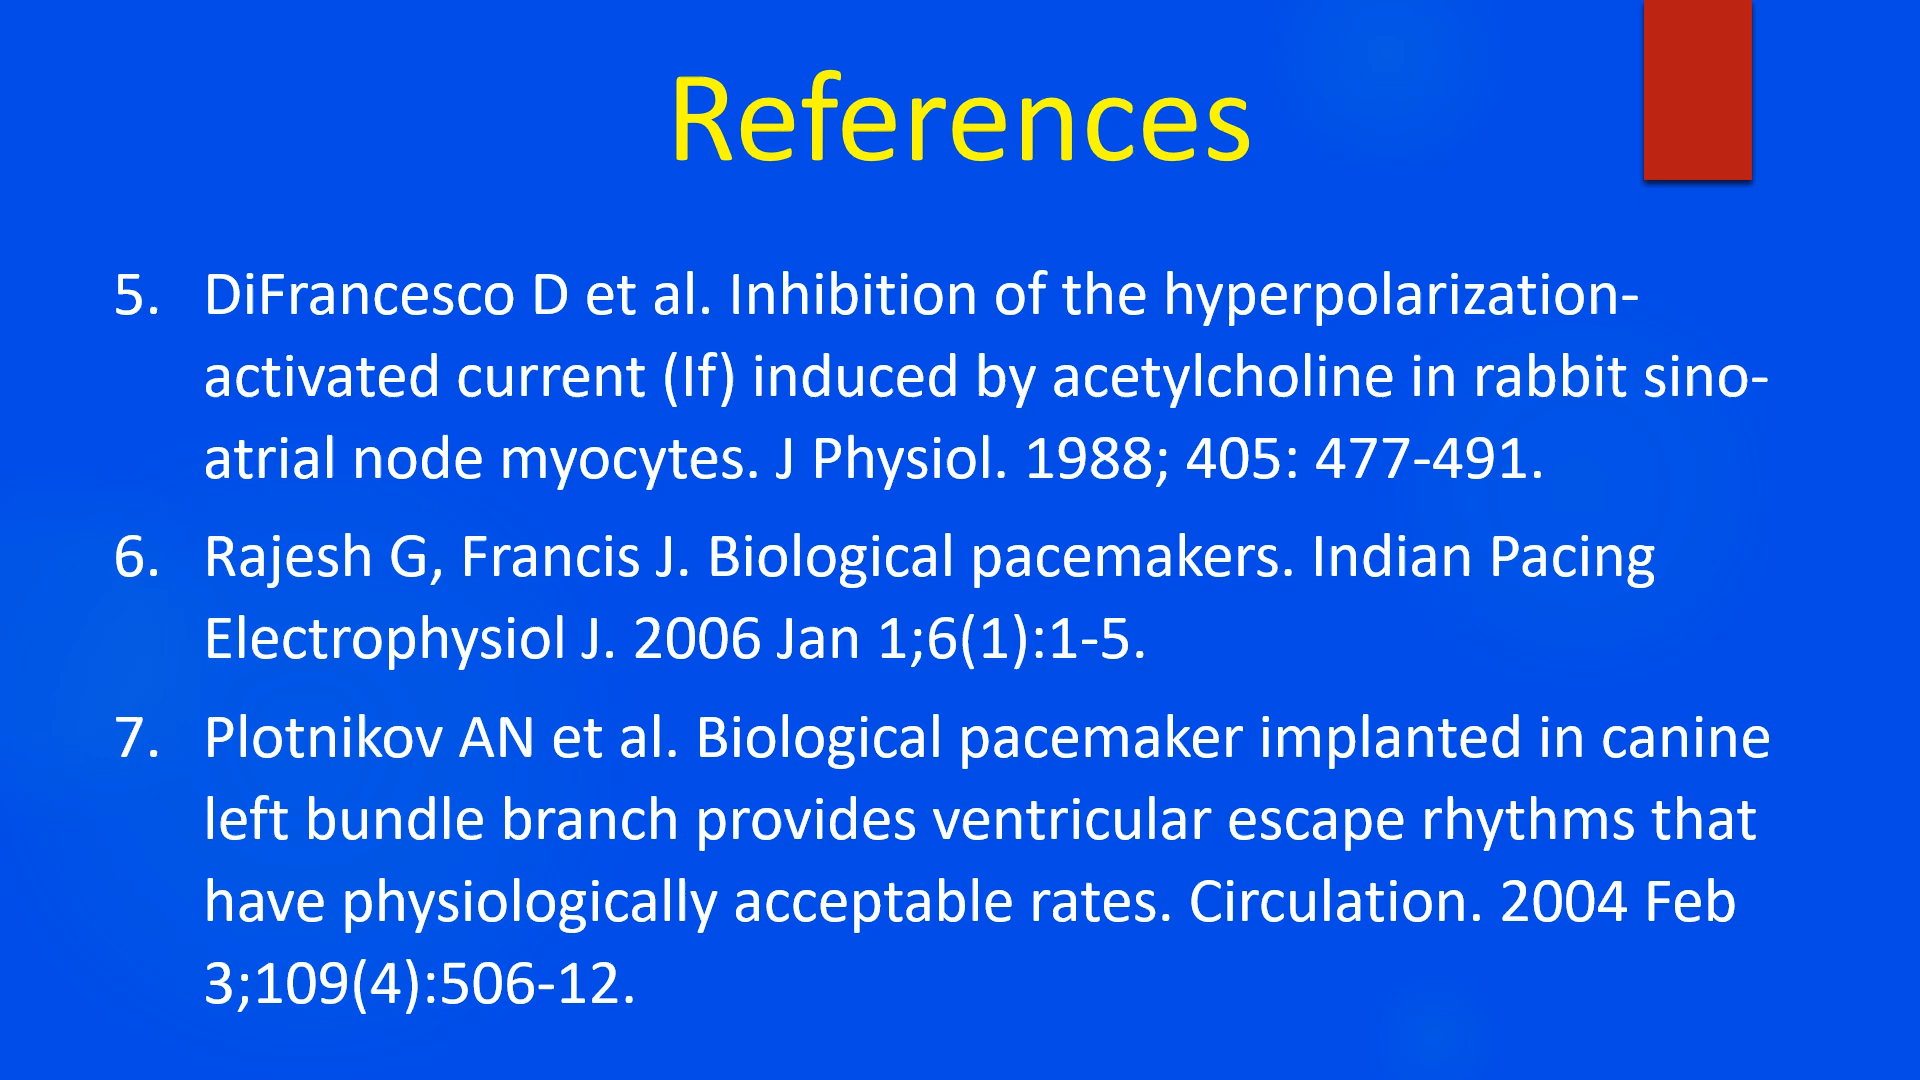 References
5. DiFrancesco D et al. Inhibition of the hyperpolarization-
activated current (If) induced by acetylcholine in rabbit sino-
atrial node myocytes. J Physiol. 1988; 405: 477-491.
6. Rajesh G, Francis J. Biological pacemakers. Indian Pacing
Electrophysiol J. 2006 Jan 1;6(1):1-5.
7. Plotnikov AN et al. Biological pacemaker implanted in canine
left bundle branch provides ventricular escape rhythms that
have physiologically acceptable rates. Circulation. 2004 Feb
3;109(4):506-12.